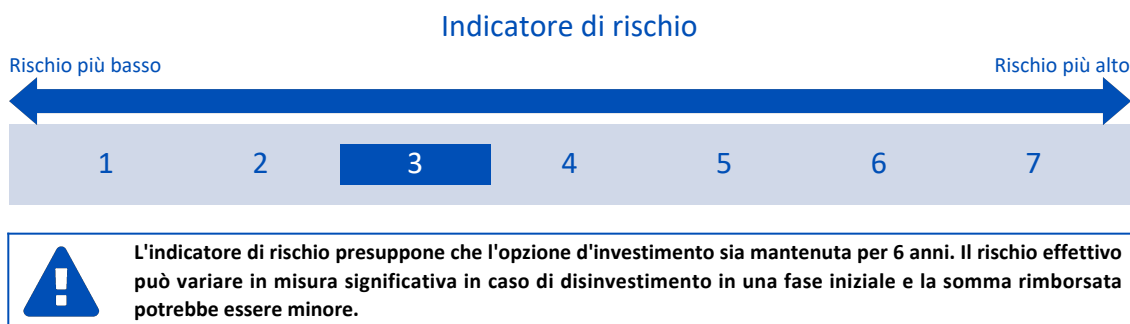 Indicatore di rischio
Rischio più basso
Rischio più alto
1 2 3 4 5 6 7
L'indicatore di rischio presuppone che l'opzione d'investimento sia mantenuta per 6 anni. Il rischio effettivo
può variare in misura significativa in caso di disinvestimento in una fase iniziale e la somma rimborsata
potrebbe essere minore.